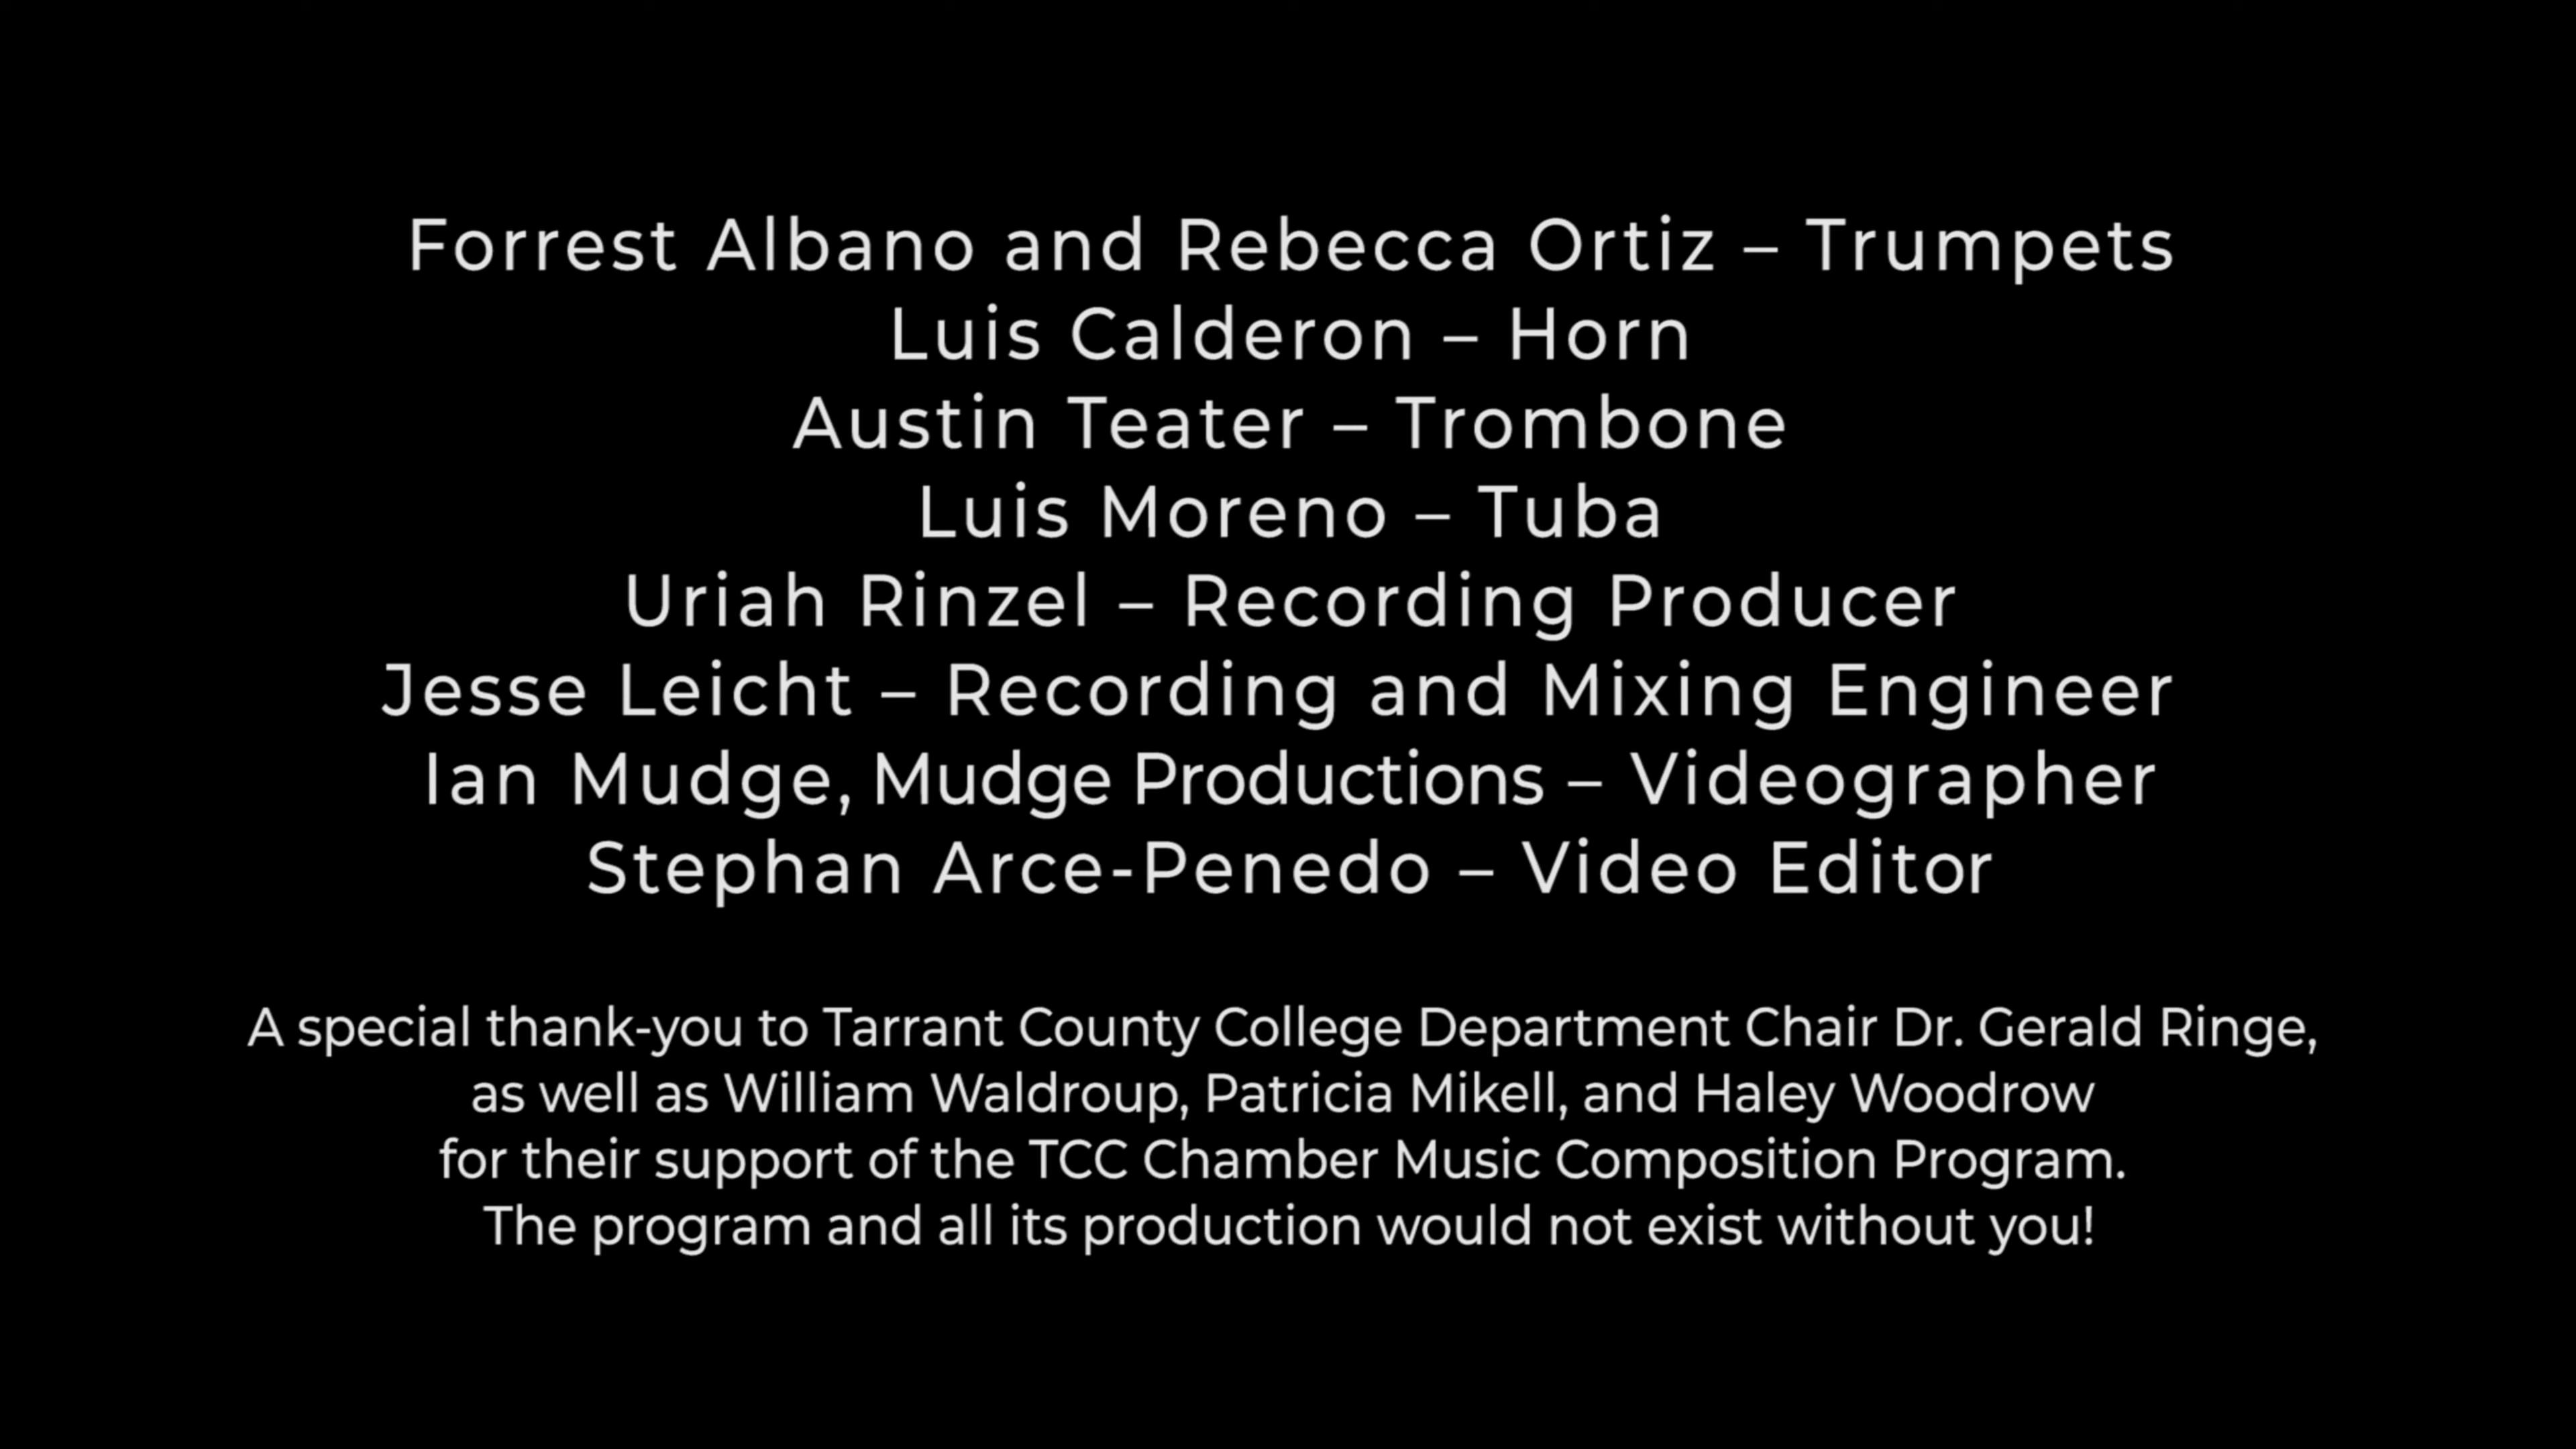 Forrest Albano and Rebecca Ortiz – Trumpets
Luis Calderon – Horn
Austin Teater – Trombone
Luis Moreno – Tuba
Uriah Rinzel – Recording Producer
Jesse Leicht – Recording and Mixing Engineer
Ian Mudge, Mudge Productions – Videographer
Stephan Arce-Penedo – Video Editor
A special thank-you to Tarrant County College Department Chair Dr. Gerald Ringe,
as well as William Waldroup, Patricia Mikell, and Haley Woodrow
for their support of the TCC Chamber Music Composition Program.
The program and all its production would not exist without you!